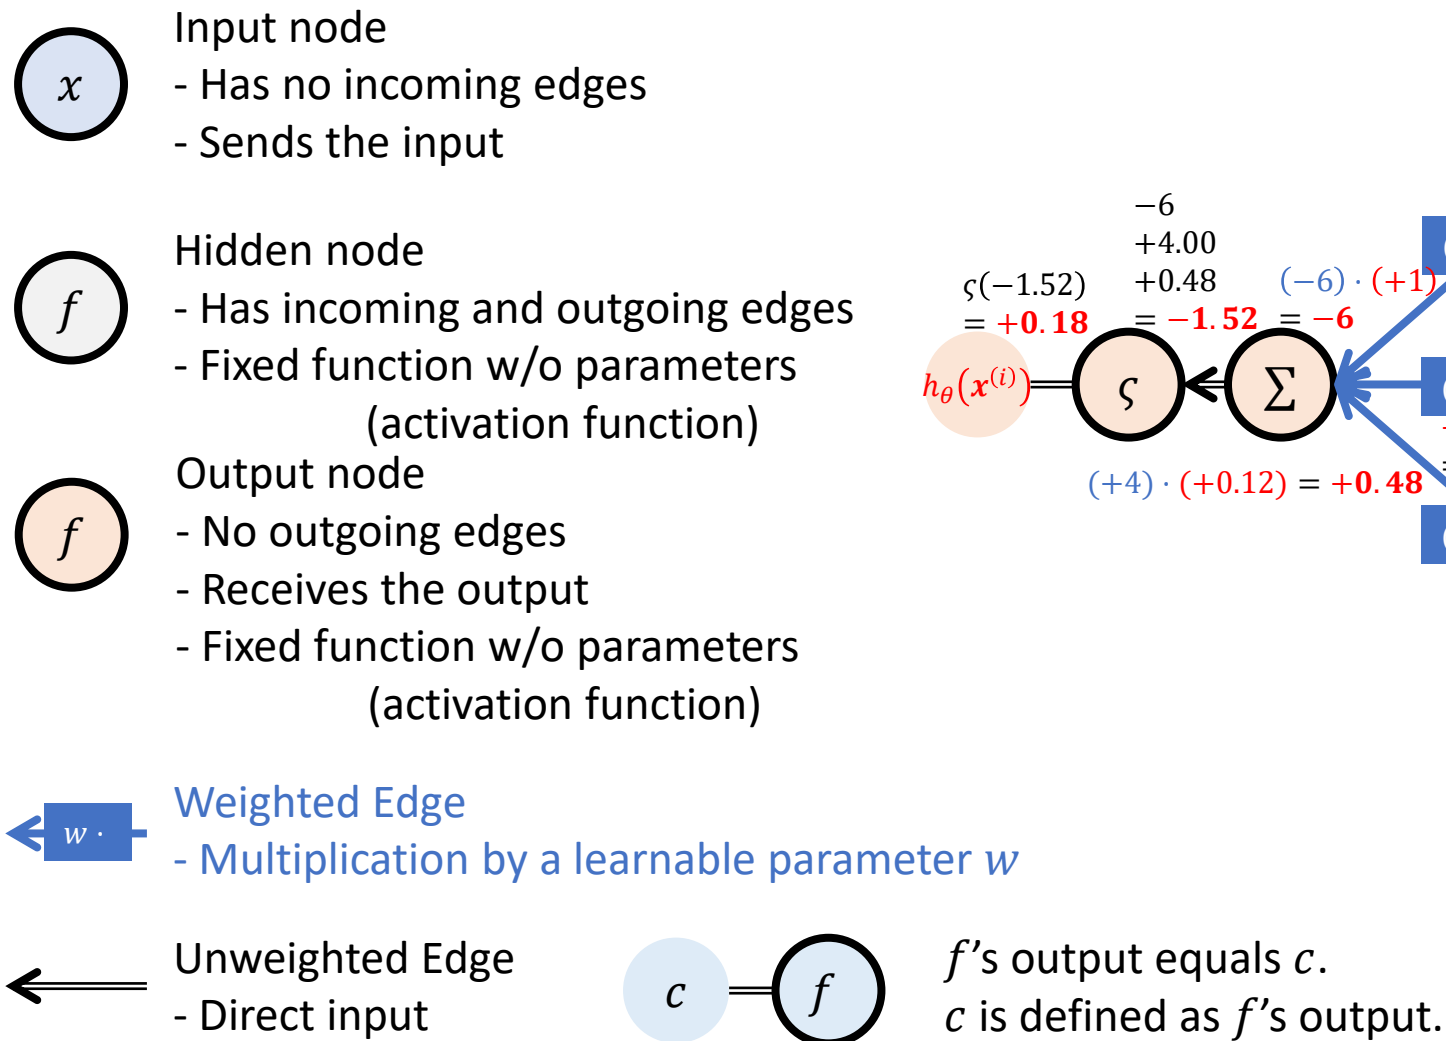 x
Input node
- Has no incoming edges
- Sends the input
f
Hidden node
- Has incoming and outgoing edges
- Fixed function w/o parameters
(activation function)
f
Output node
- No outgoing edges
- Receives the output
- Fixed function w/o parameters
(activation function)
w ·
Weighted Edge
- Multiplication by a learnable parameter w
Unweighted Edge
- Direct input
c
f
f's output equals c.
c is defined as f's output.
ς(−1.52)
= +0.18
−6
+4.00
+0.48
= −1.52
(−6) · (+1)
= −6
hθ(x(i))
ς
Σ
(+4) · (+0.12) = +0.48